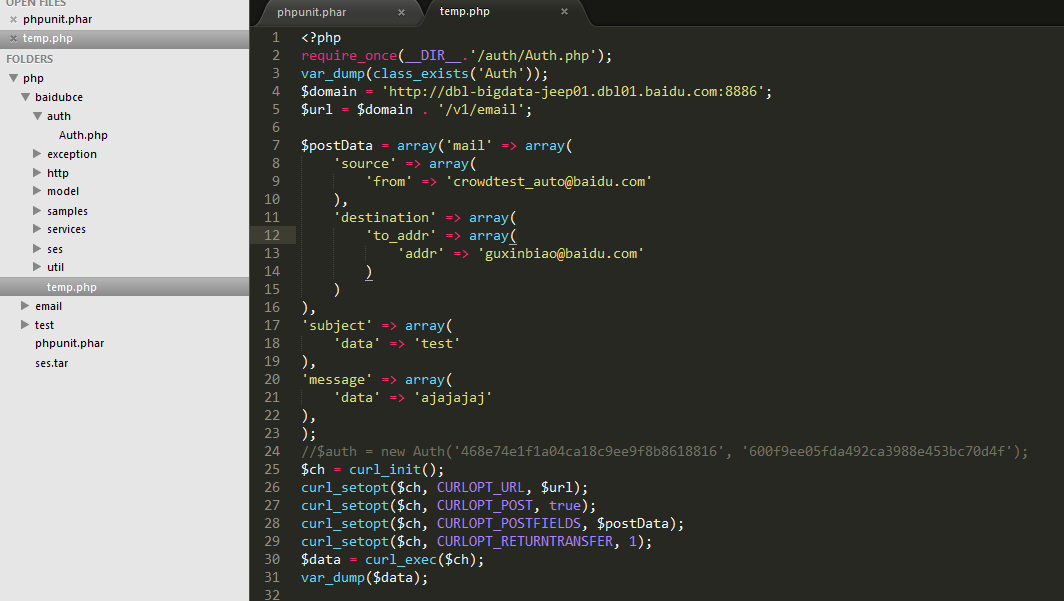 OPEN FILES
phpunit.phar
temp.php
FOLDERS
php
baidubce
auth
Auth.php
exception
http
model
samples
services
ses
util
temp.php
email
test
phpunit.phar
ses.tar
phpunit.phar
temp.php
1 <?php
2 require_once(__DIR__.'/auth/Auth.php');
3 var_dump(class_exists('Auth'));
4 $domain = 'http://dbl-bigdata-jeep01.dbl01.baidu.com:8886';
5 $url = $domain . '/v1/email';
6
7 $postData = array('mail' => array(
8 'source' => array(
9 'from' => 'crowdtest_auto@baidu.com'
10 ),
11 'destination' => array(
12 'to_addr' => array(
13 'addr' => 'guxinbiao@baidu.com'
14 )
15 )
16 ),
17 'subject' => array(
18 'data' => 'test'
19 ),
20 'message' => array(
21 'data' => 'ajajajaj'
22 ),
23 );
24 //$auth = new Auth('468e74e1f1a04ca18c9ee9f8b8618816', '600f9ee05fda492ca3988e453bc70d4f');
25 $ch = curl_init();
26 curl_setopt($ch, CURLOPT_URL, $url);
27 curl_setopt($ch, CURLOPT_POST, true);
28 curl_setopt($ch, CURLOPT_POSTFIELDS, $postData);
29 curl_setopt($ch, CURLOPT_RETURNTRANSFER, 1);
30 $data = curl_exec($ch);
31 var_dump($data);
32